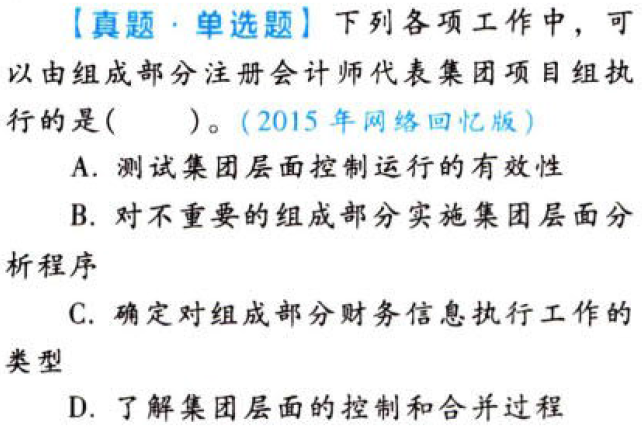 【真题·单选题】下列各项工作中，可
以由组成部分注册会计师代表集团项目组执
行的是(　　)。(2015年网络回忆版)
A. 测试集团层面控制运行的有效性
B. 对不重要的组成部分实施集团层面分
析程序
C. 确定对组成部分财务信息执行工作的
类型
D. 了解集团层面的控制和合并过程